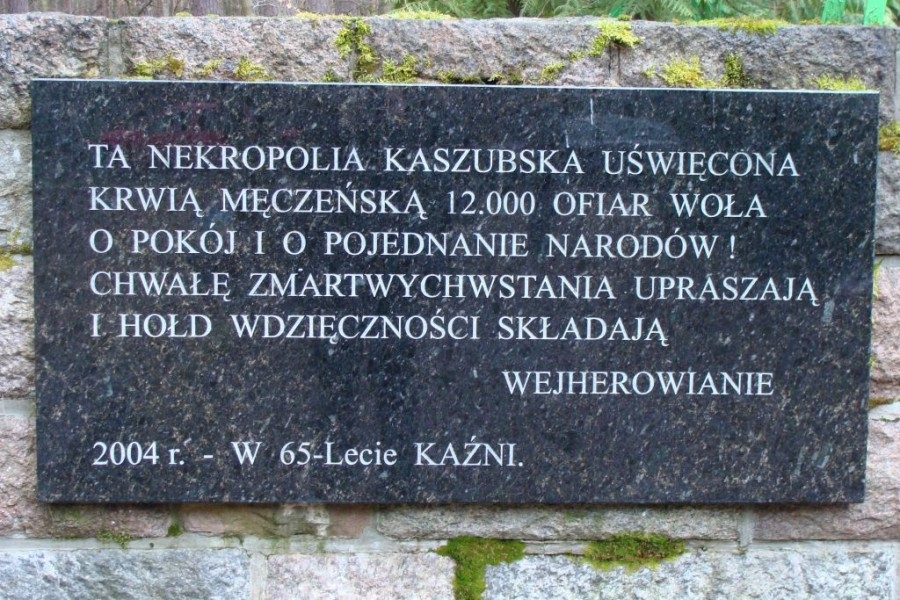 TA NEKROPOLIA KASZUBSKA UŚWIĘCONA
KRWIĄ MĘCZEŃSKĄ 12.000 OFIAR WOŁA
O POKÓJ I O POJEDNANIE NARODÓW !
CHWAŁĘ ZMARTWYCHWSTANIA UPRASZAJĄ
I HOŁD WDZIĘCZNOŚCI SKŁADAJĄ
WEJHEROWIANIE
2004 r. - W 65-Lecie KAŹNI.